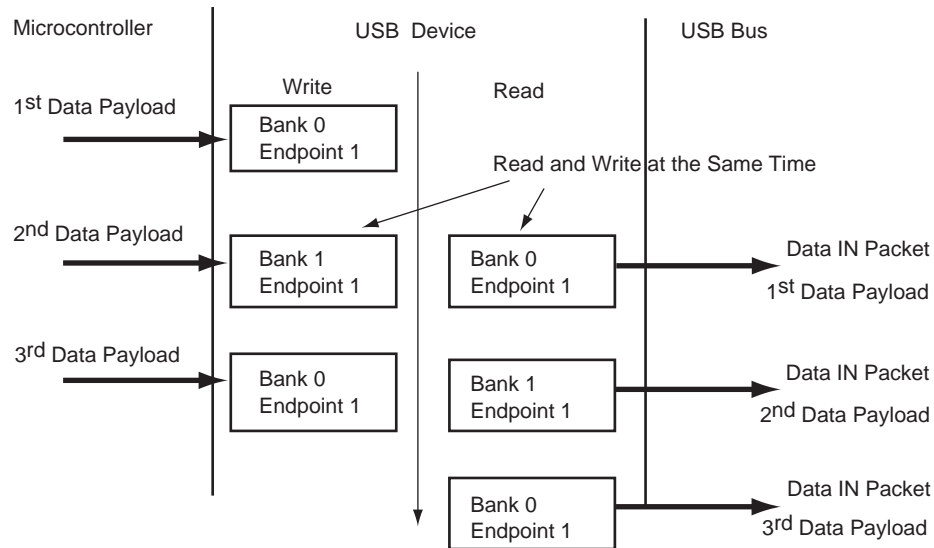 Microcontroller
USB Device
USB Bus
Write
Read
1st Data Payload
Bank 0
Endpoint 1
Read and Write at the Same Time
2nd Data Payload
Bank 1
Endpoint 1
Bank 0
Endpoint 1
Data IN Packet
1st Data Payload
3rd Data Payload
Bank 0
Endpoint 1
Bank 1
Endpoint 1
Data IN Packet
2nd Data Payload
Bank 0
Endpoint 1
Data IN Packet
3rd Data Payload